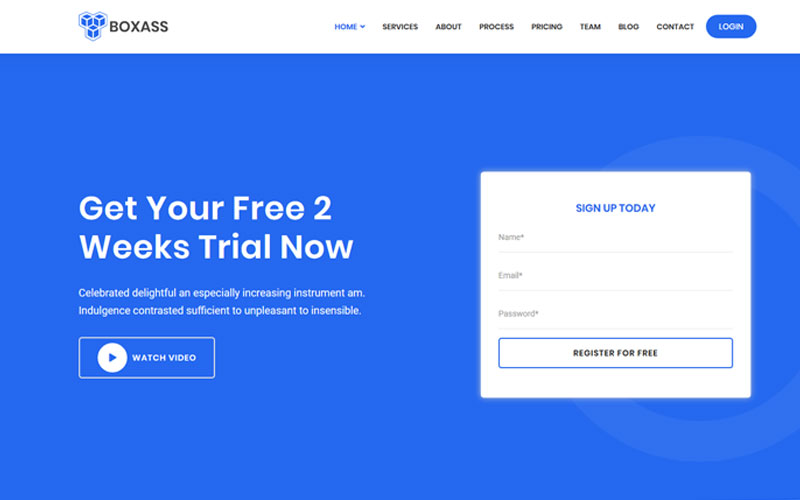 BOXASS
HOME
SERVICES
ABOUT
PROCESS
PRICING
TEAM
BLOG
CONTACT
LOGIN
Get Your Free 2
Weeks Trial Now
Celebrated delightful an especially increasing instrument am.
Indulgence contrasted sufficient to unpleasant to insensible.
WATCH VIDEO
SIGN UP TODAY
Name*
Email*
Password*
REGISTER FOR FREE